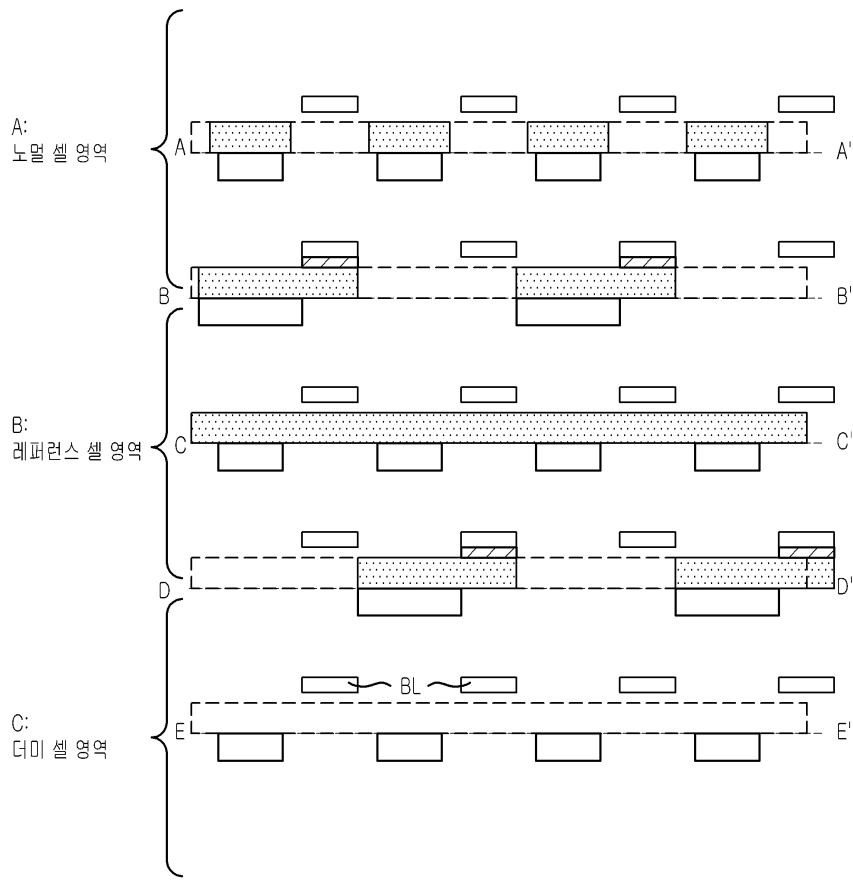 A:
노멀 셀 영역
A A'
B B'
B:
레퍼런스 셀 영역
C C'
D D'
BL
C:
더미 셀 영역
E E'